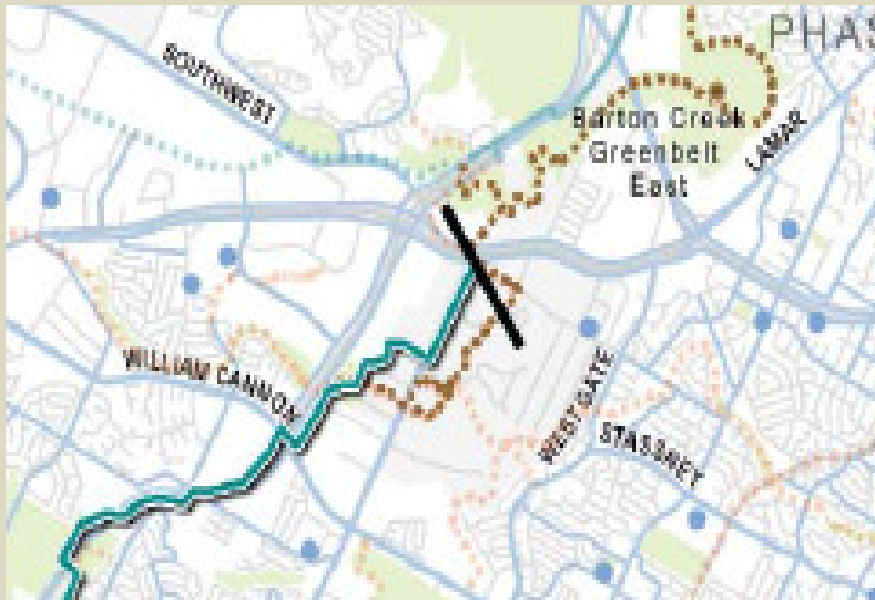 PHAS
SOUTHWEST
Barton Creek
Greenbelt
East
LAMAR
WILLIAM CANNON
WESTGATE
STASSNEY